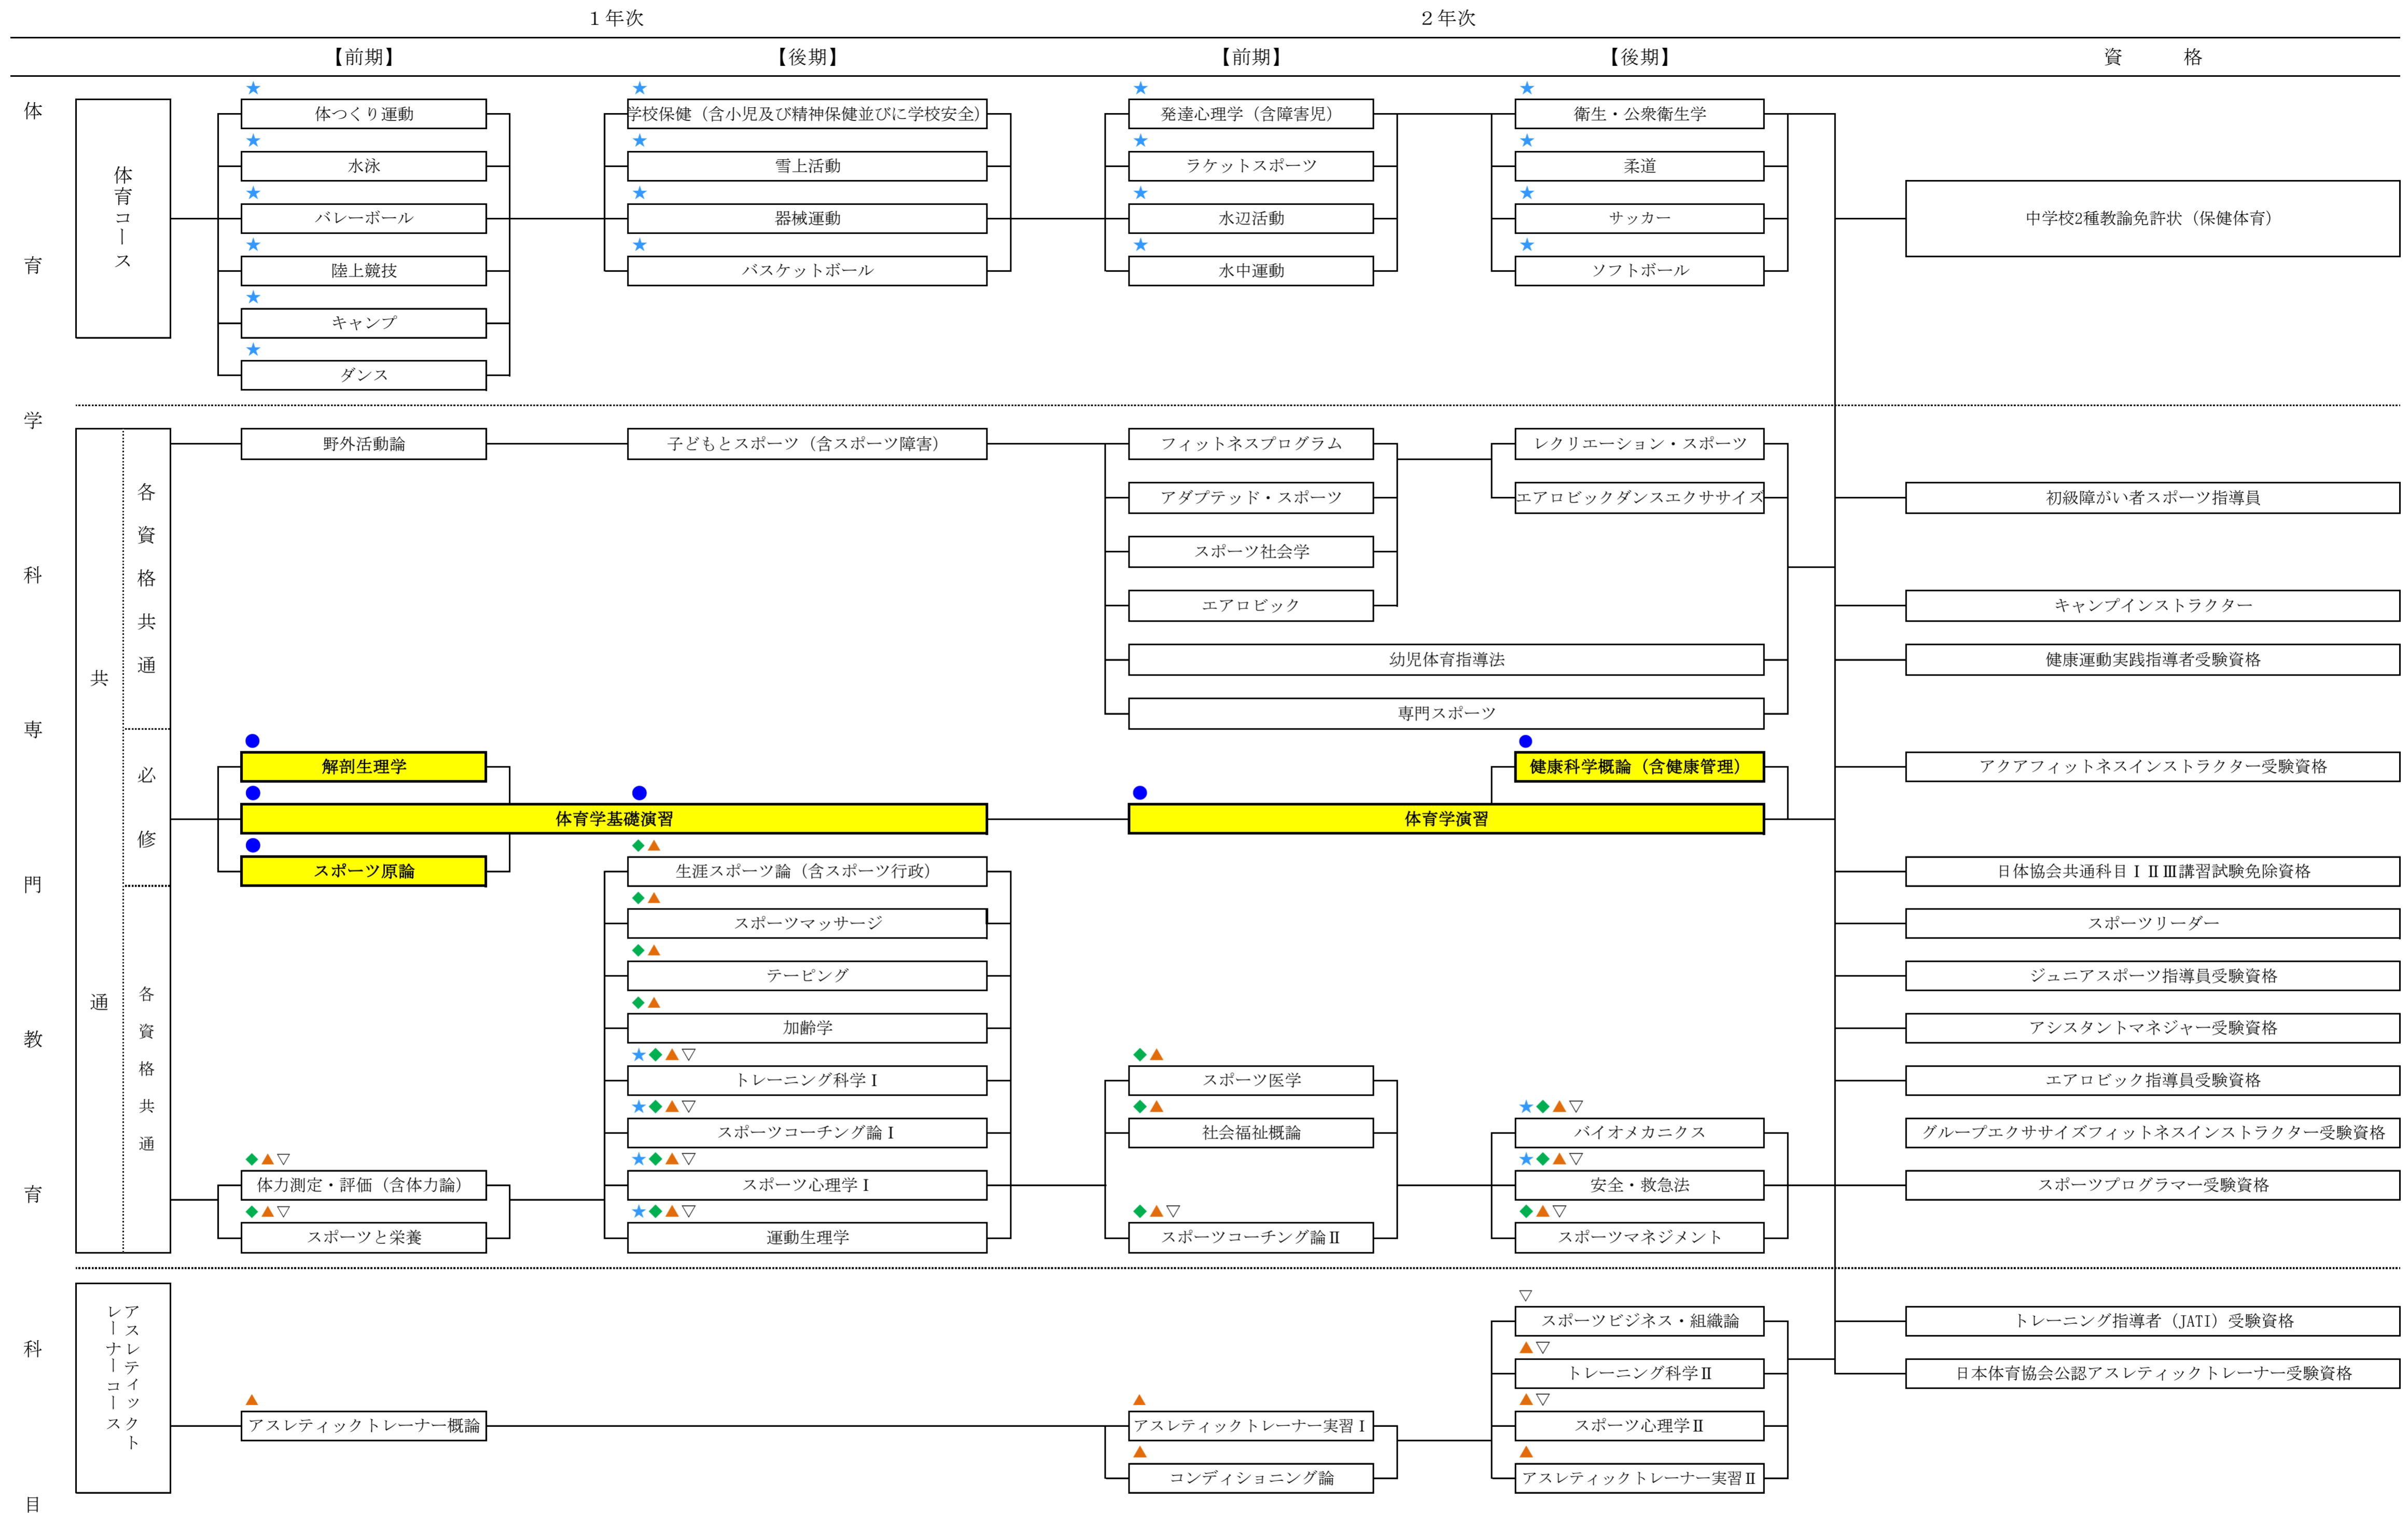 １年次
２年次
【前期】
【後期】
【前期】
【後期】
資　格
体育学科専門教育科目
体育コース
★
体つくり運動
★
水泳
★
バレーボール
★
陸上競技
★
キャンプ
★
ダンス
★
学校保健（含小児及び精神保健並びに学校安全）
★
雪上活動
★
器械運動
★
バスケットボール
★
発達心理学（含障害児）
★
ラケットスポーツ
★
水辺活動
★
水中運動
★
衛生・公衆衛生学
★
柔道
★
サッカー
★
ソフトボール
中学校2種教論免許状（保健体育）
共通
各資格共通
野外活動論
子どもとスポーツ（含スポーツ障害）
フィットネスプログラム
アダプテッド・スポーツ
スポーツ社会学
エアロビック
幼児体育指導法
専門スポーツ
レクリエーション・スポーツ
エアロビックダンスエクササイズ
初級障がい者スポーツ指導員
キャンプインストラクター
健康運動実践指導者受験資格
必修
●
解剖生理学
● ●
体育学基礎演習
●
スポーツ原論
●
健康科学概論（含健康管理）
●
体育学演習
アクアフィットネスインストラクター受験資格
各資格共通
◆▲▽
体力測定・評価（含体力論）
◆▲▽
スポーツと栄養
◆▲
生涯スポーツ論（含スポーツ行政）
◆▲
スポーツマッサージ
◆▲
テーピング
◆▲
加齢学
★◆▲▽
トレーニング科学Ⅰ
★◆▲▽
スポーツコーチング論Ⅰ
★◆▲▽
スポーツ心理学Ⅰ
★◆▲▽
運動生理学
◆▲
スポーツ医学
◆▲
社会福祉概論
◆▲▽
スポーツコーチング論Ⅱ
★◆▲▽
バイオメカニクス
★◆▲▽
安全・救急法
◆▲▽
スポーツマネジメント
日体協会共通科目ⅠⅡⅢ講習試験免除資格
スポーツリーダー
ジュニアスポーツ指導員受験資格
アシスタントマネジャー受験資格
エアロビック指導員受験資格
グループエクササイズフィットネスインストラクター受験資格
スポーツプログラマー受験資格
アスレティックト
レーナーコース
▲
アスレティックトレーナー概論
▲
アスレティックトレーナー実習Ⅰ
▲
コンディショニング論
▽
スポーツビジネス・組織論
▲▽
トレーニング科学Ⅱ
▲▽
スポーツ心理学Ⅱ
▲
アスレティックトレーナー実習Ⅱ
トレーニング指導者（JATI）受験資格
日本体育協会公認アスレティックトレーナー受験資格